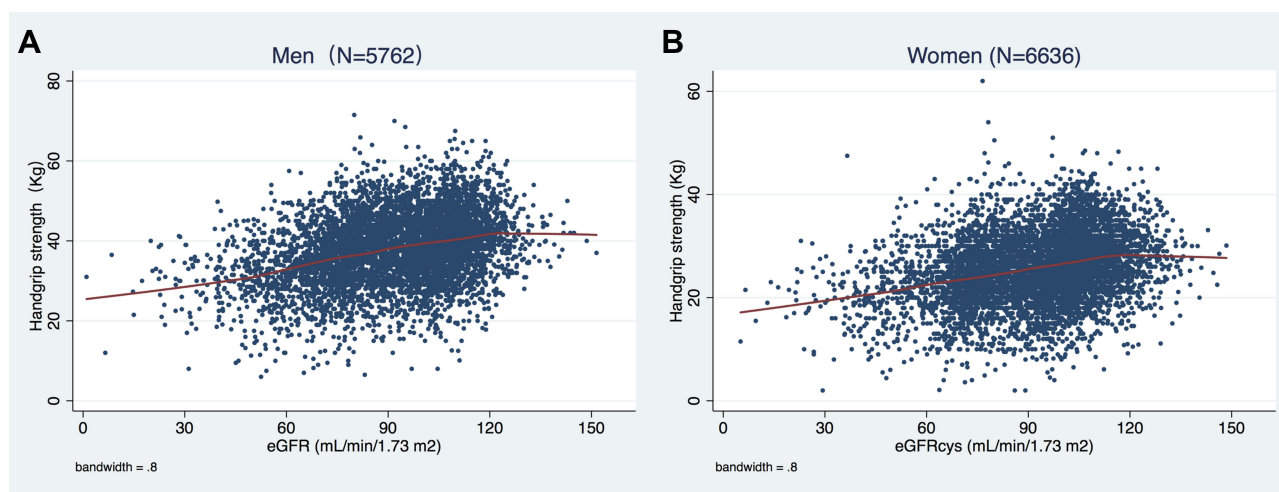 A
Men （N=5762）
Handgrip strength （Kg）
80
60
40
20
0
0 30 60 90 120 150
eGFR (mL/min/1.73 m2)
bandwidth = .8
B
Women (N=6636)
Handgrip strength (Kg)
60
40
20
0
0 30 60 90 120 150
eGFRcys (mL/min/1.73 m2)
bandwidth = .8